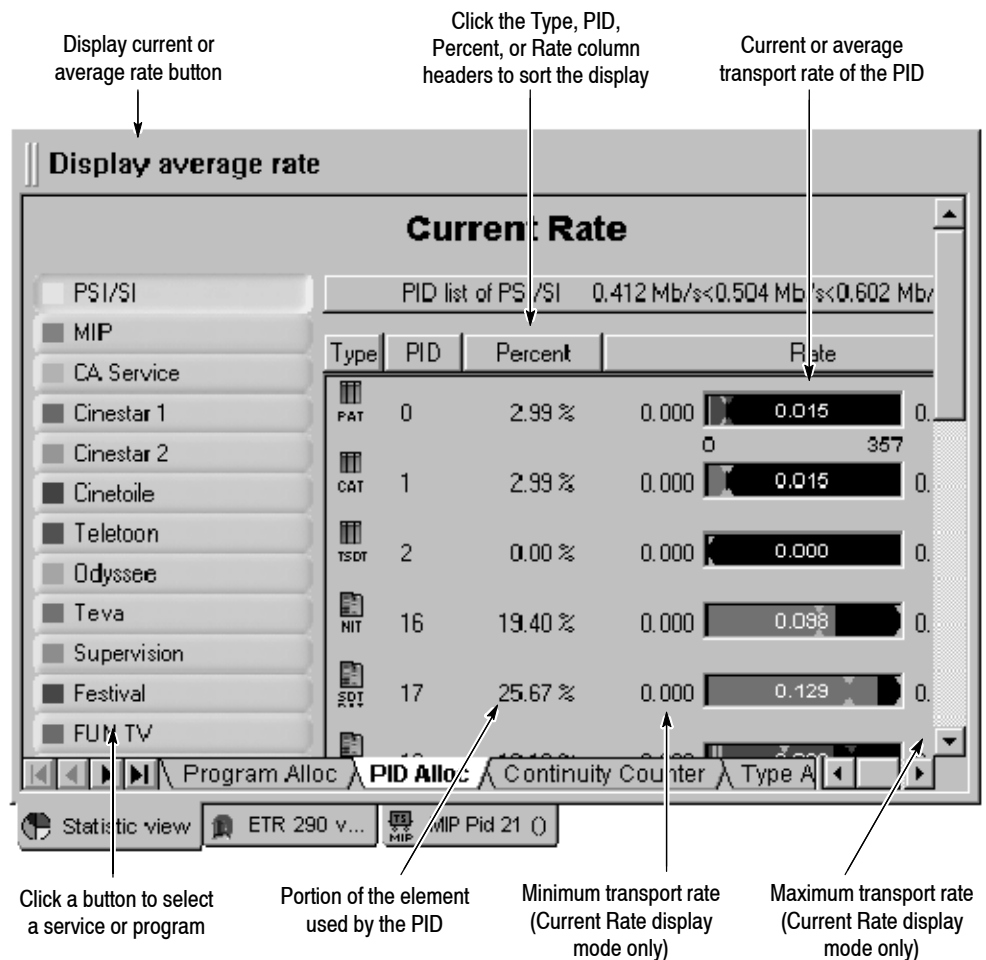 Display current or
average rate button
Click the Type, PID,
Percent, or Rate column
headers to sort the display
Current or average
transport rate of the PID
Display average rate
Current Rate
PSI/SI
MIP
CA Service
Cinestar 1
Cinestar 2
Cinetoile
Teletoon
Odyssee
Teva
Supervision
Festival
FUN TV
PID list of PSI/SI 0.412 Mb/s<0.504 Mb/s<0.602 Mb/
Type PID Percent Rate
PAT 0 2.99 % 0.000 0.015 0.
0 357
CAT 1 2.99 % 0.000 0.015 0.
TSDT 2 0.00 % 0.000 0.000 0.
NIT 16 19.40 % 0.000 0.098 0.
SDT 17 25.67 % 0.000 0.129 0.
Program Alloc PID Alloc Continuity Counter Type A
Statistic view ETR 290 v... TS MIP MIP Pid 21 ()
Click a button to select
a service or program
Portion of the element
used by the PID
Minimum transport rate
(Current Rate display
mode only)
Maximum transport rate
(Current Rate display
mode only)